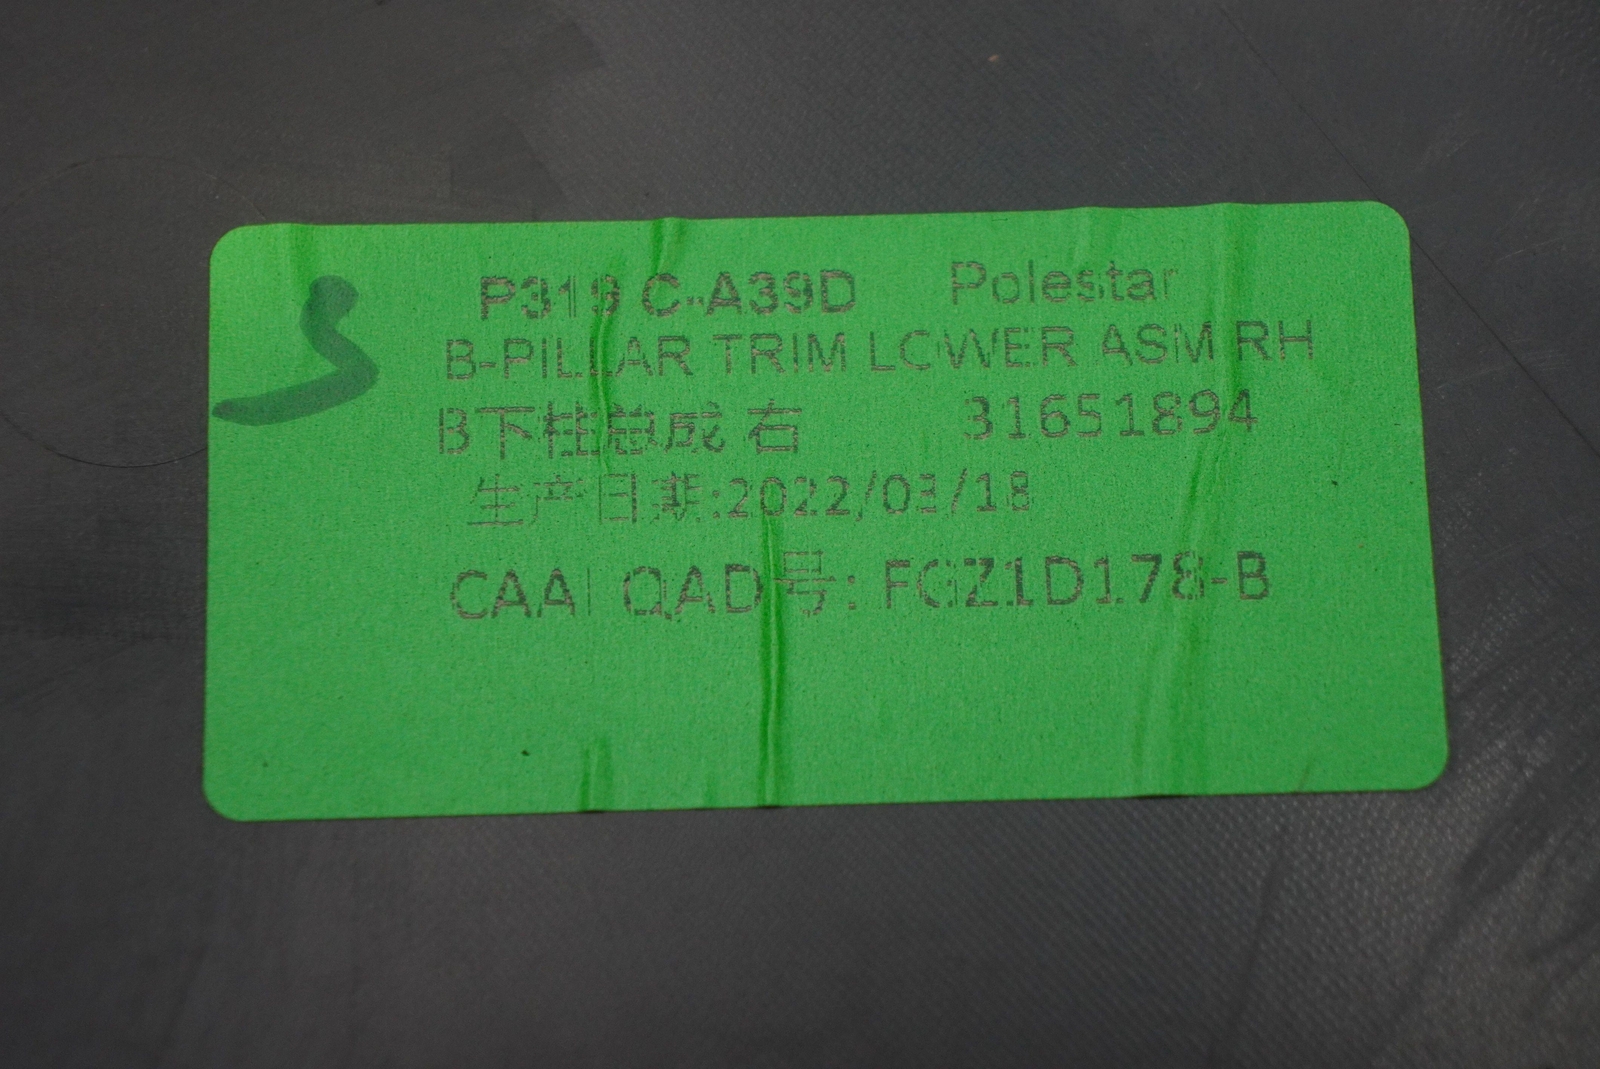 P319 C-A39D Polestar
B-PILLAR TRIM LOWER ASM RH
B下柱总成 右 31651894
生产日期:2022/03/18
CAA| QAD号: FGZ1D178-B